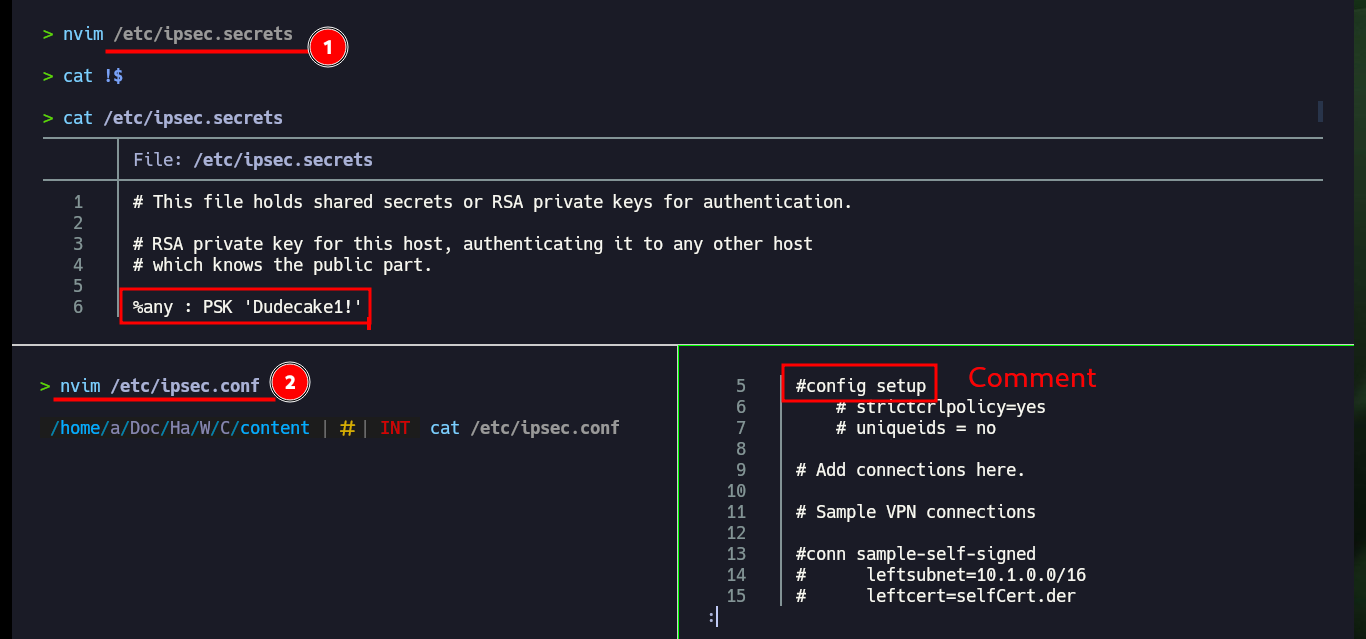 > nvim /etc/ipsec.secrets
1
> cat !$
> cat /etc/ipsec.secrets
File: /etc/ipsec.secrets
1 # This file holds shared secrets or RSA private keys for authentication.
2
3 # RSA private key for this host, authenticating it to any other host
4 # which knows the public part.
5
6 %any : PSK 'Dudecake1!'
> nvim /etc/ipsec.conf
2
/home/a/Doc/Ha/W/C/content | # | INT cat /etc/ipsec.conf
5 #config setup
Comment
6 # strictcrlpolicy=yes
7 # uniqueids = no
8
9 # Add connections here.
10
11 # Sample VPN connections
12
13 #conn sample-self-signed
14 # leftsubnet=10.1.0.0/16
15 # leftcert=selfCert.der
: